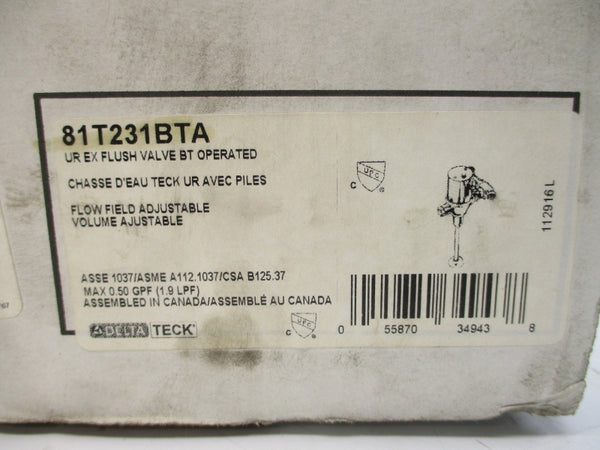 81T231BTA
UR EX FLUSH VALVE BT OPERATED
CHASSE D'EAU TECK UR AVEC PILES
FLOW FIELD ADJUSTABLE
VOLUME AJUSTABLE
UPC
C ®
112916L
ASSE 1037/ASME A112.1037/CSA B125.37
MAX 0.50 GPF (1.9 LPF)
ASSEMBLED IN CANADA/ASSEMBLÉ AU CANADA
DELTA TECK
UPC
C ®
0 55870 34943 8